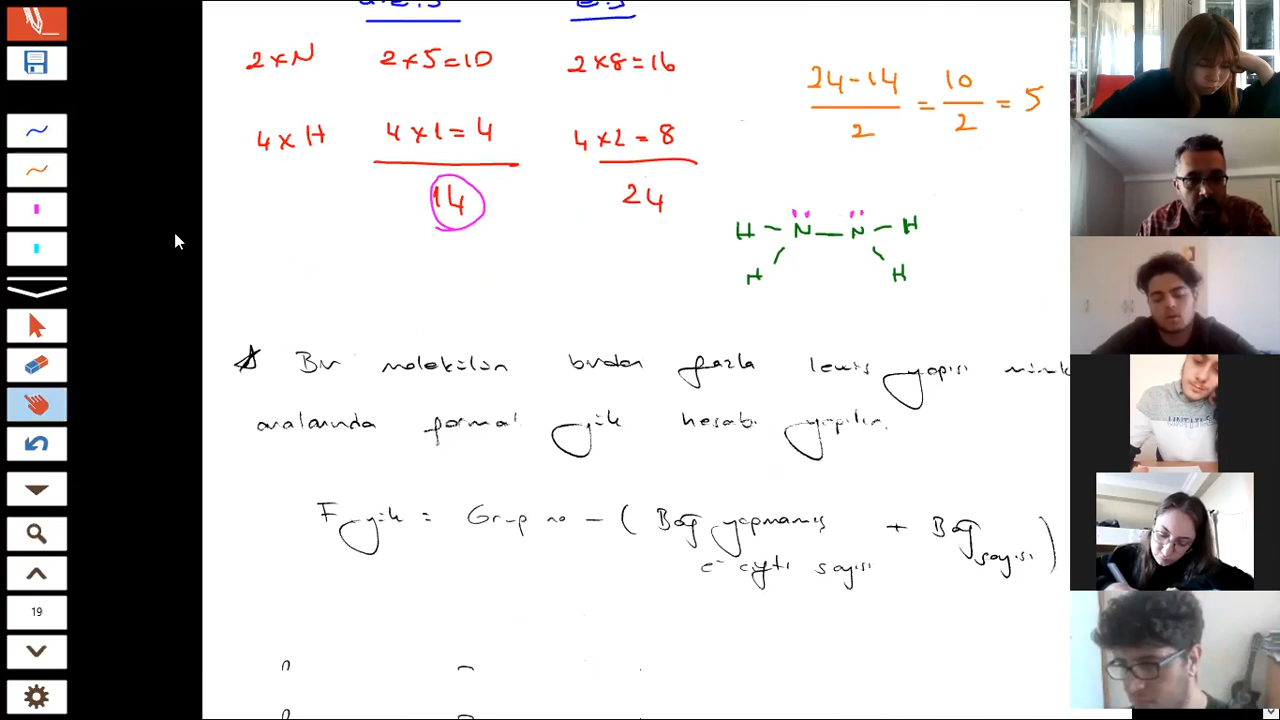 2×N 2×5=10 2×8=16
4×H 4×1=4 4×2=8
14 24
24-14 / 2 = 10 / 2 = 5
H - N — N - H
H H
Bir molekülün birden fazla lewis yapısı
aralarında formal yük hesabı yapılır.
F yük = Grup no - ( Bağ yapmamış + Bağ
e⁻ çifti sayısı sayısı )
19